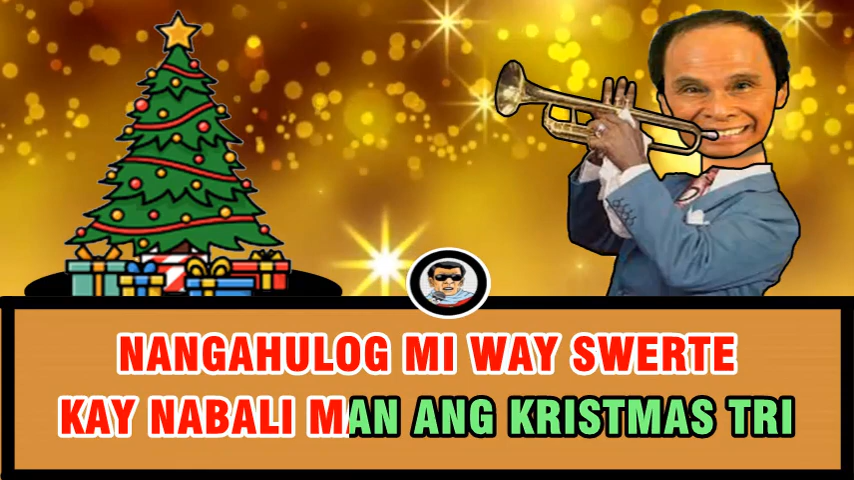 NANGAHULOG MI WAY SWERTE
KAY NABALI MAN ANG KRISTMAS TRI